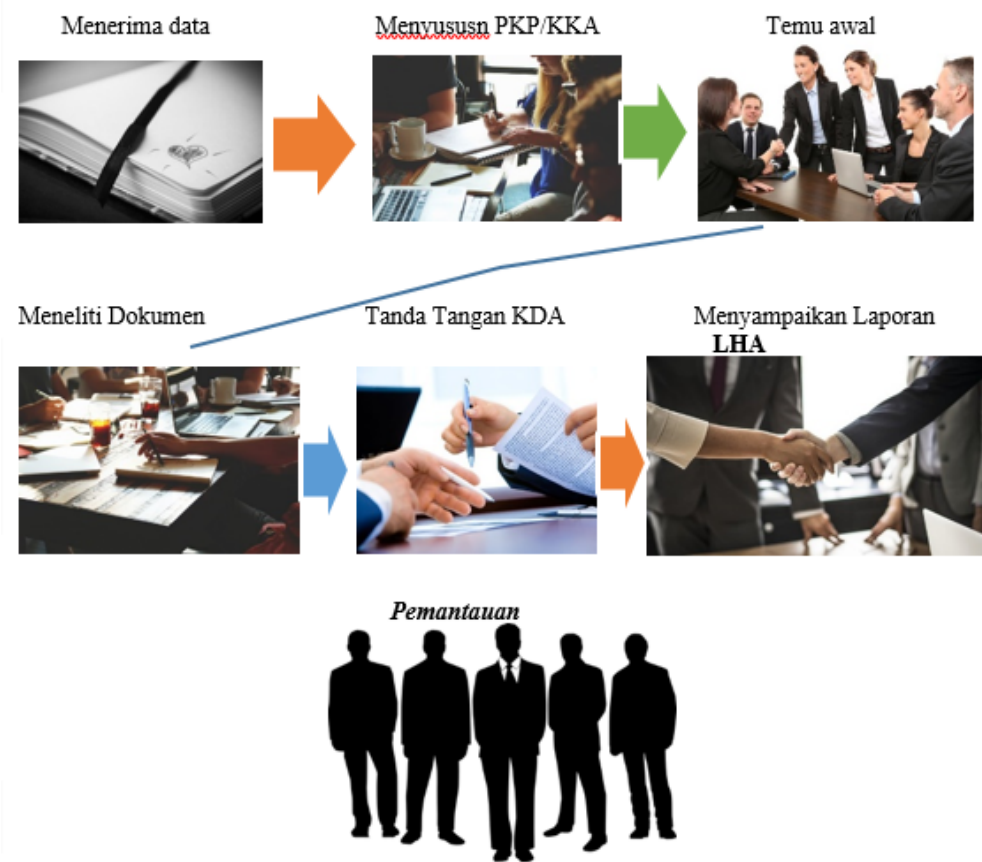 Menerima data
Menyususn PKP/KKA
Temu awal
Meneliti Dokumen
Tanda Tangan KDA
Menyampaikan Laporan
LHA
Pemantauan